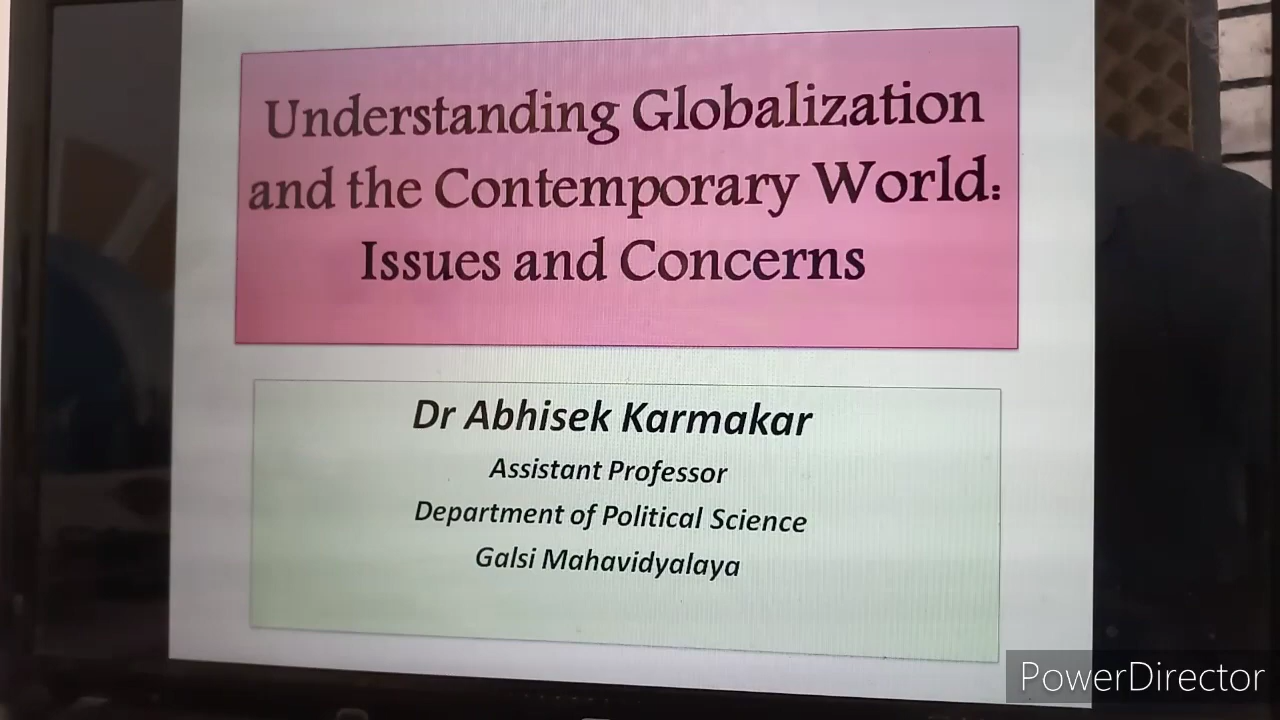 Understanding Globalization
and the Contemporary World:
Issues and Concerns
Dr Abhisek Karmakar
Assistant Professor
Department of Political Science
Galsi Mahavidyalaya
PowerDirector